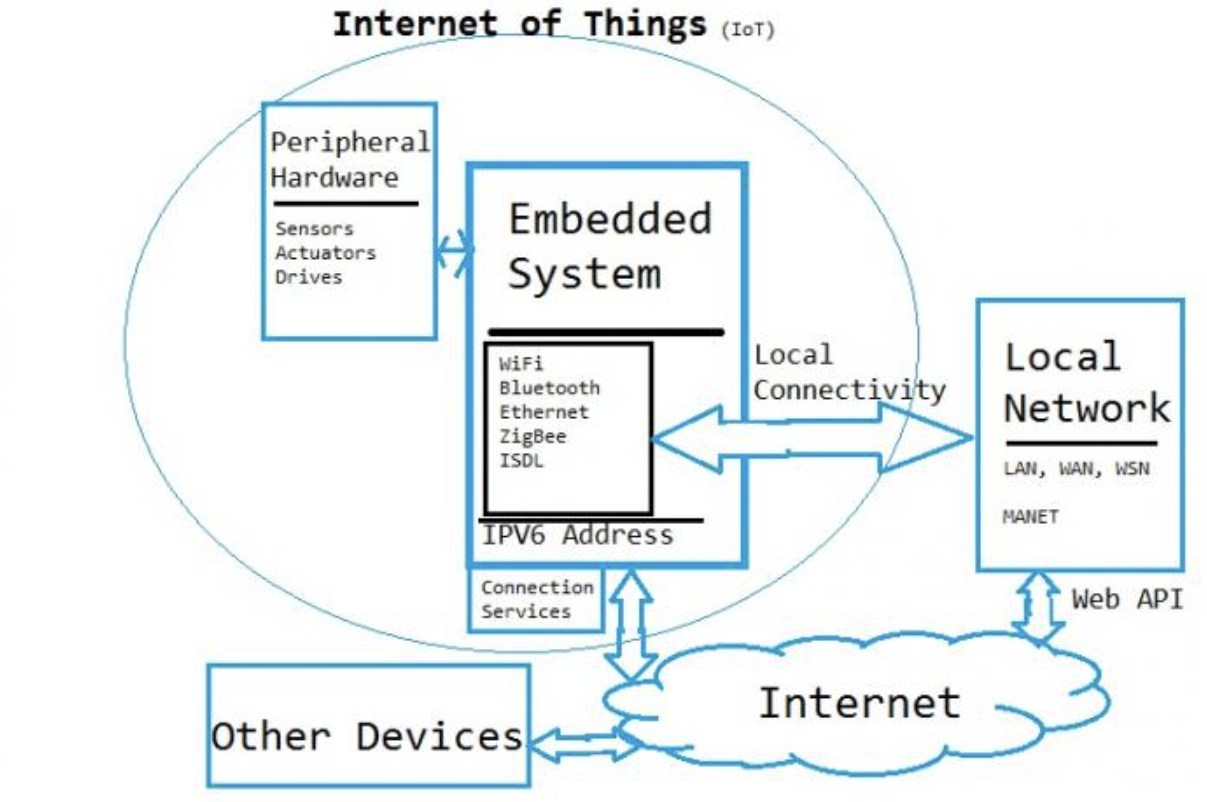 Internet of Things (IoT)
Peripheral
Hardware
Sensors
Actuators
Drives
Embedded
System
WiFi
Bluetooth
Ethernet
ZigBee
ISDL
IPV6 Address
Connection
Services
Local
Connectivity
Local
Network
LAN, WAN, WSN
MANET
Web API
Internet
Other Devices